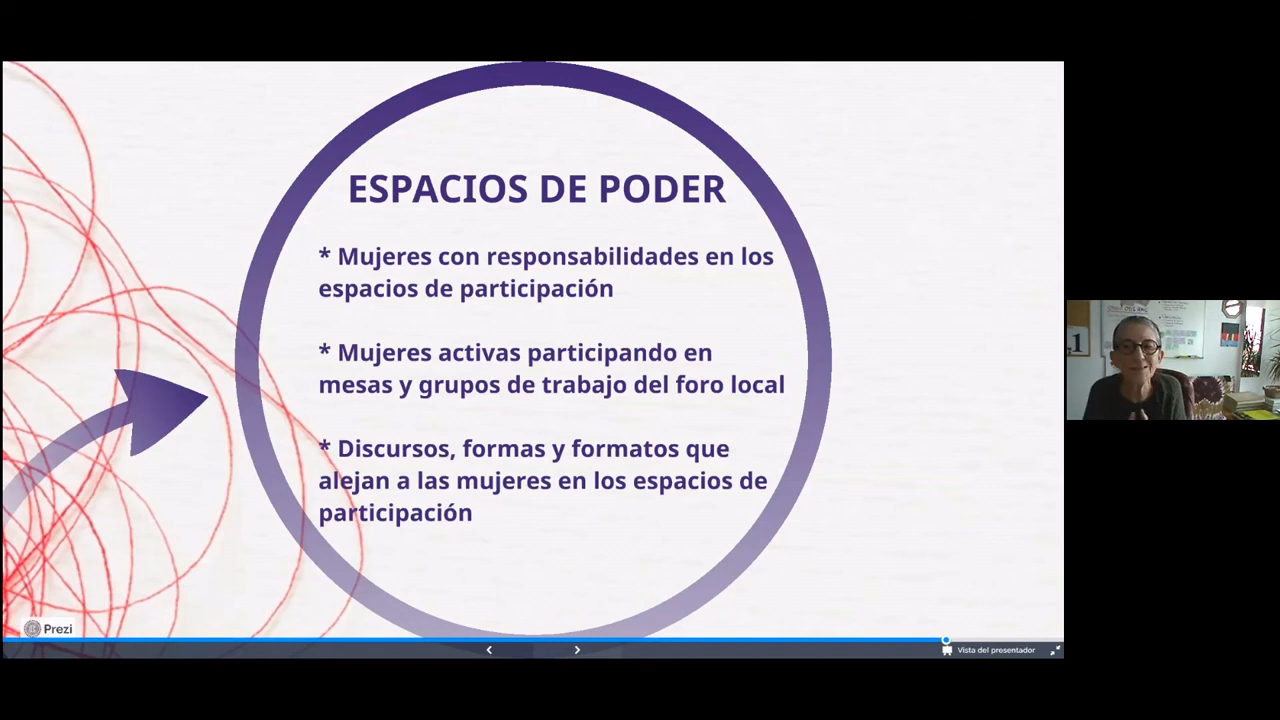 ESPACIOS DE PODER
* Mujeres con responsabilidades en los
espacios de participación
* Mujeres activas participando en
mesas y grupos de trabajo del foro local
* Discursos, formas y formatos que
alejan a las mujeres en los espacios de
participación
Prezi
Vista del presentador